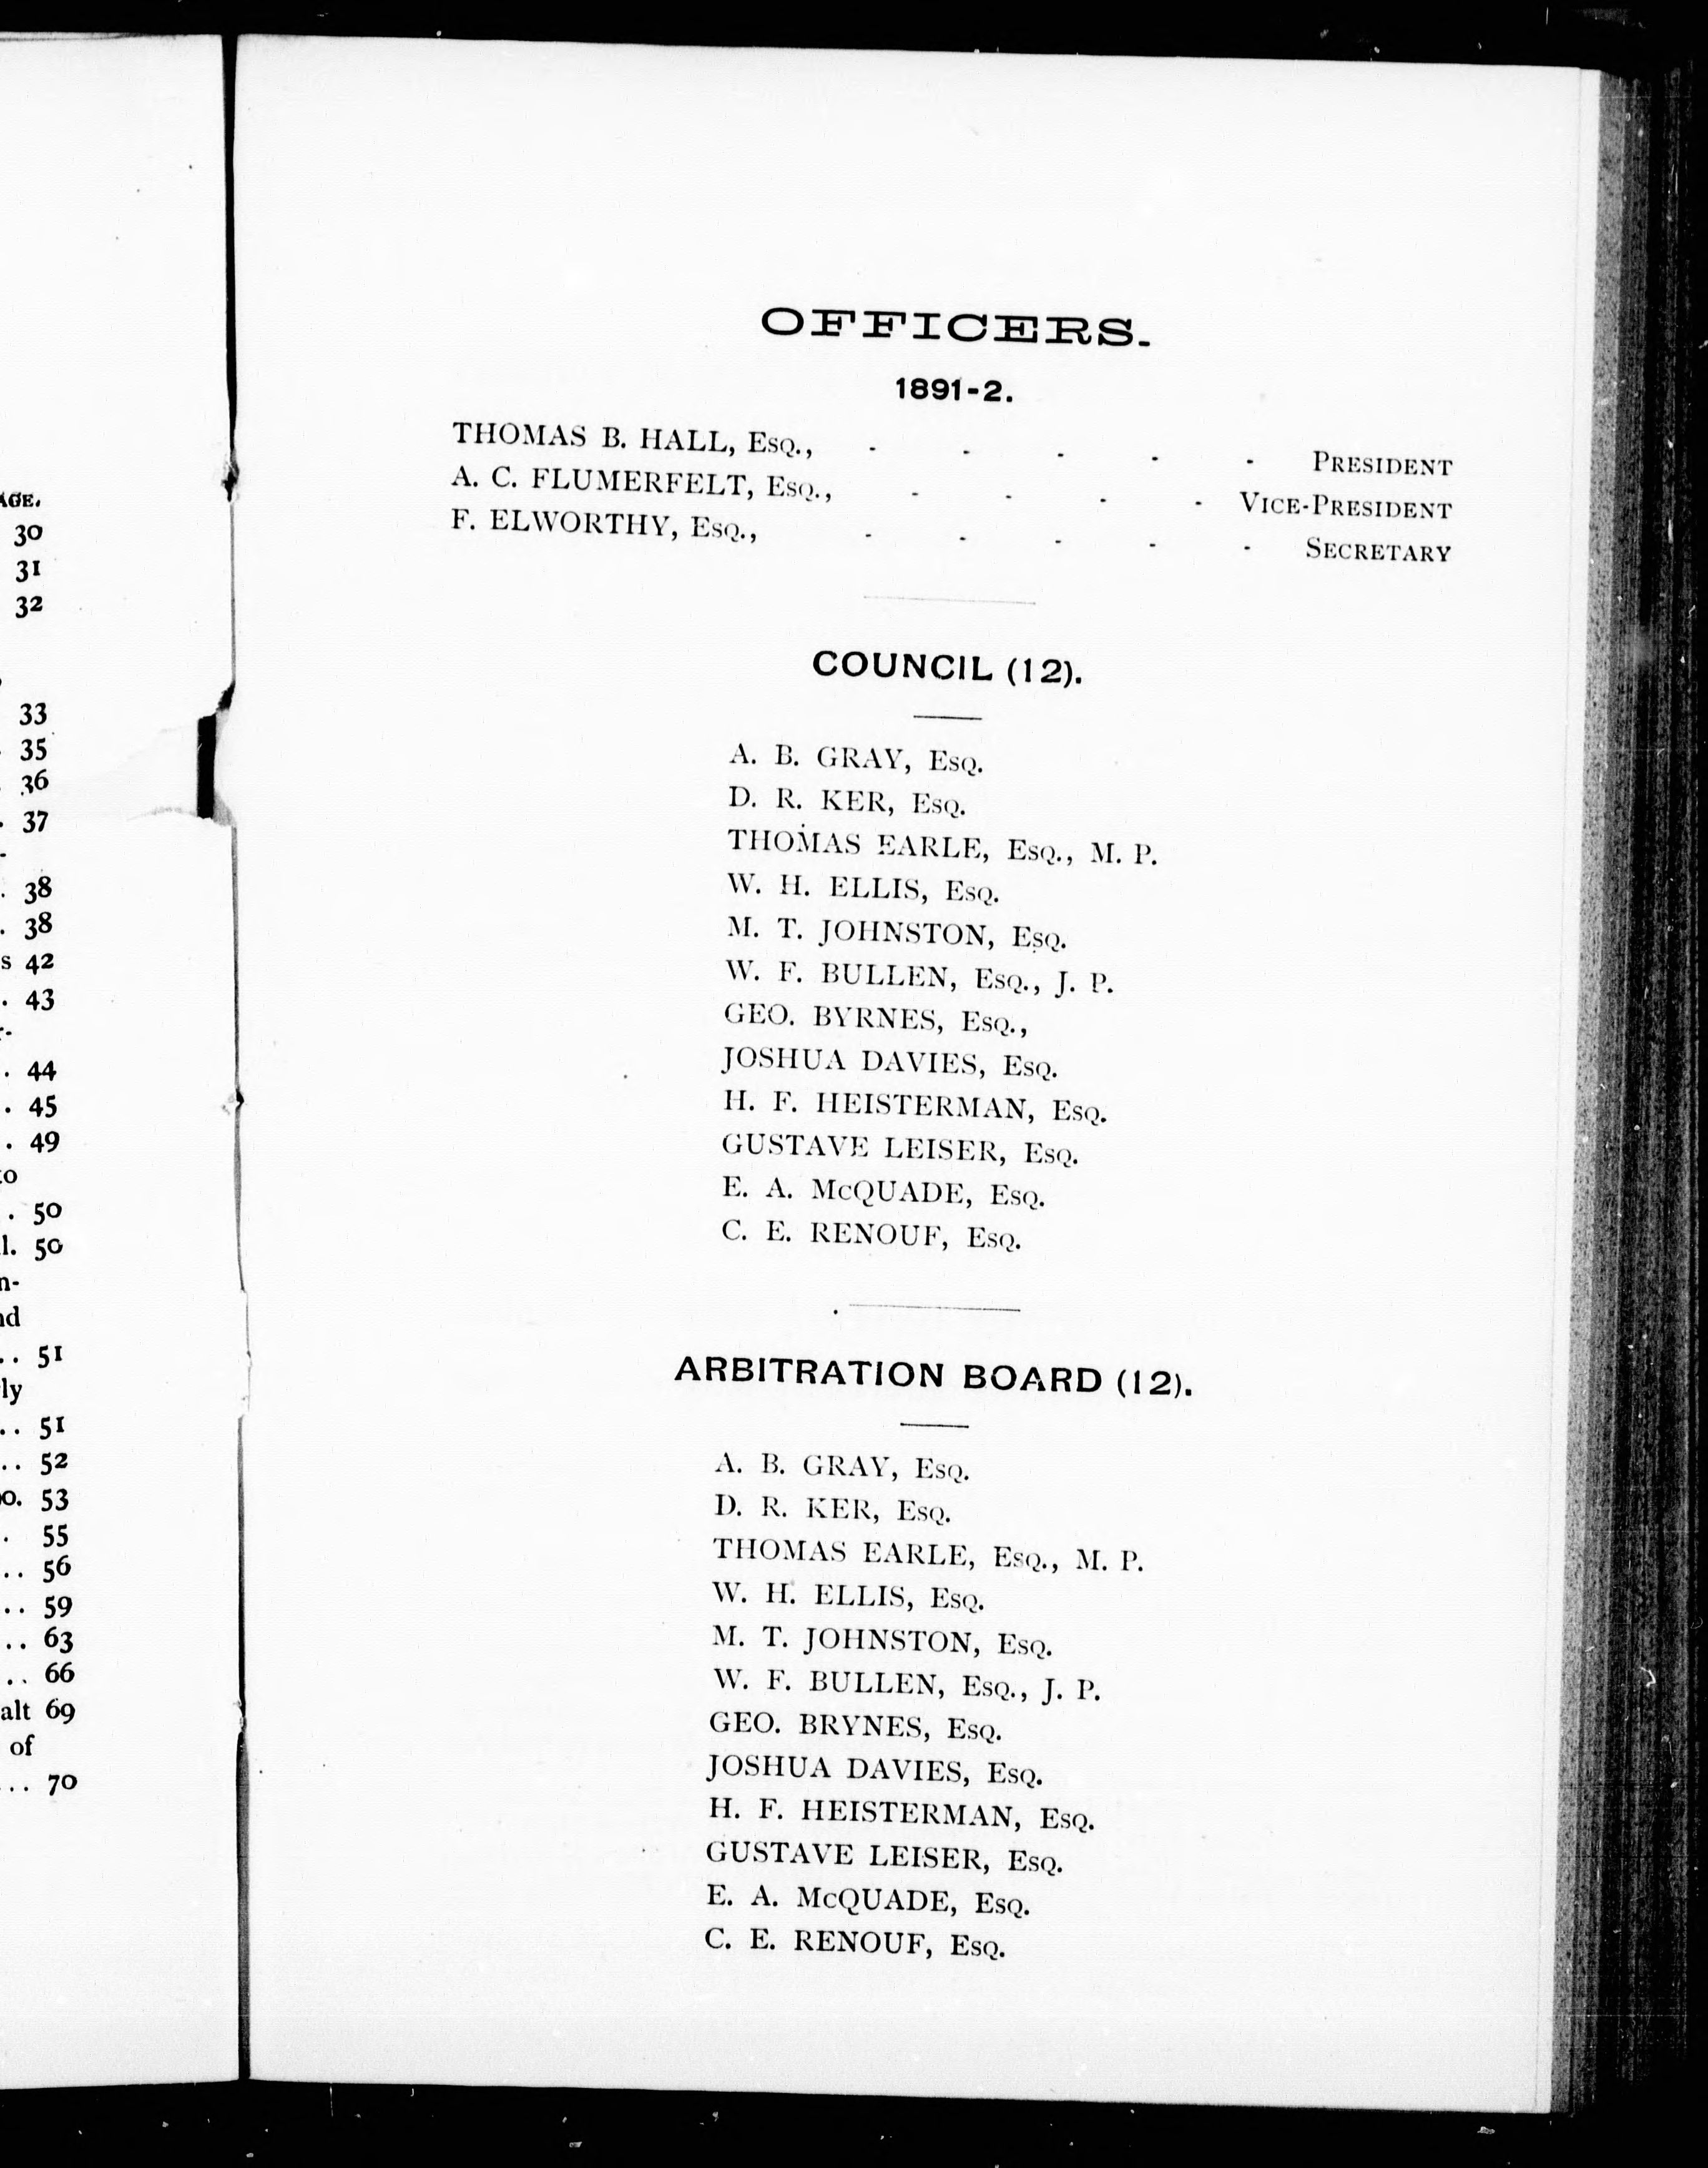 AGE.
30
31
32
33
35
36
. 37
-
. 38
. 38
s 42
. 43
r-
. 44
. 45
. 49
to
. 50
l. 50
n-
nd
.. 51
ly
.. 51
.. 52
00. 53
. 55
.. 56
.. 59
.. 63
.. 66
alt 69
of
... 70
OFFICERS.
1891-2.
THOMAS B. HALL, Esq., - - - - - President
A. C. FLUMERFELT, Esq., - - - - Vice-President
F. ELWORTHY, Esq., - - - - - Secretary
COUNCIL (12).
A. B. GRAY, Esq.
D. R. KER, Esq.
THOMAS EARLE, Esq., M. P.
W. H. ELLIS, Esq.
M. T. JOHNSTON, Esq.
W. F. BULLEN, Esq., J. P.
GEO. BYRNES, Esq.,
JOSHUA DAVIES, Esq.
H. F. HEISTERMAN, Esq.
GUSTAVE LEISER, Esq.
E. A. McQUADE, Esq.
C. E. RENOUF, Esq.
ARBITRATION BOARD (12).
A. B. GRAY, Esq.
D. R. KER, Esq.
THOMAS EARLE, Esq., M. P.
W. H. ELLIS, Esq.
M. T. JOHNSTON, Esq.
W. F. BULLEN, Esq., J. P.
GEO. BRYNES, Esq.
JOSHUA DAVIES, Esq.
H. F. HEISTERMAN, Esq.
GUSTAVE LEISER, Esq.
E. A. McQUADE, Esq.
C. E. RENOUF, Esq.